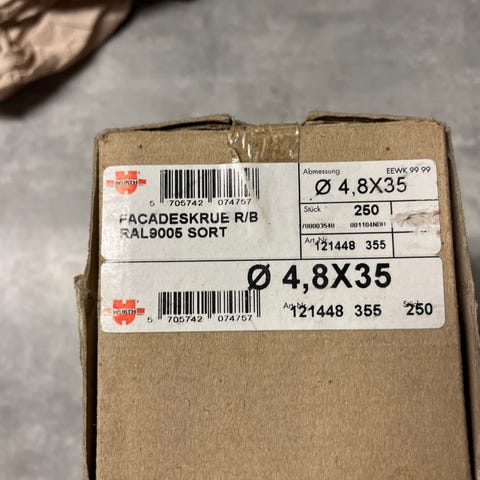 WÜRTH
5 705742 074757
FACADESKRUE R/B
RAL9005 SORT
Abmessung EEWK 99 99
Ø 4,8X35
Stück 250
Art.-Nr.
121448 355
Ø 4,8X35
WÜRTH
5 705742 074757
Art.-Nr.
121448 355
Stück 250